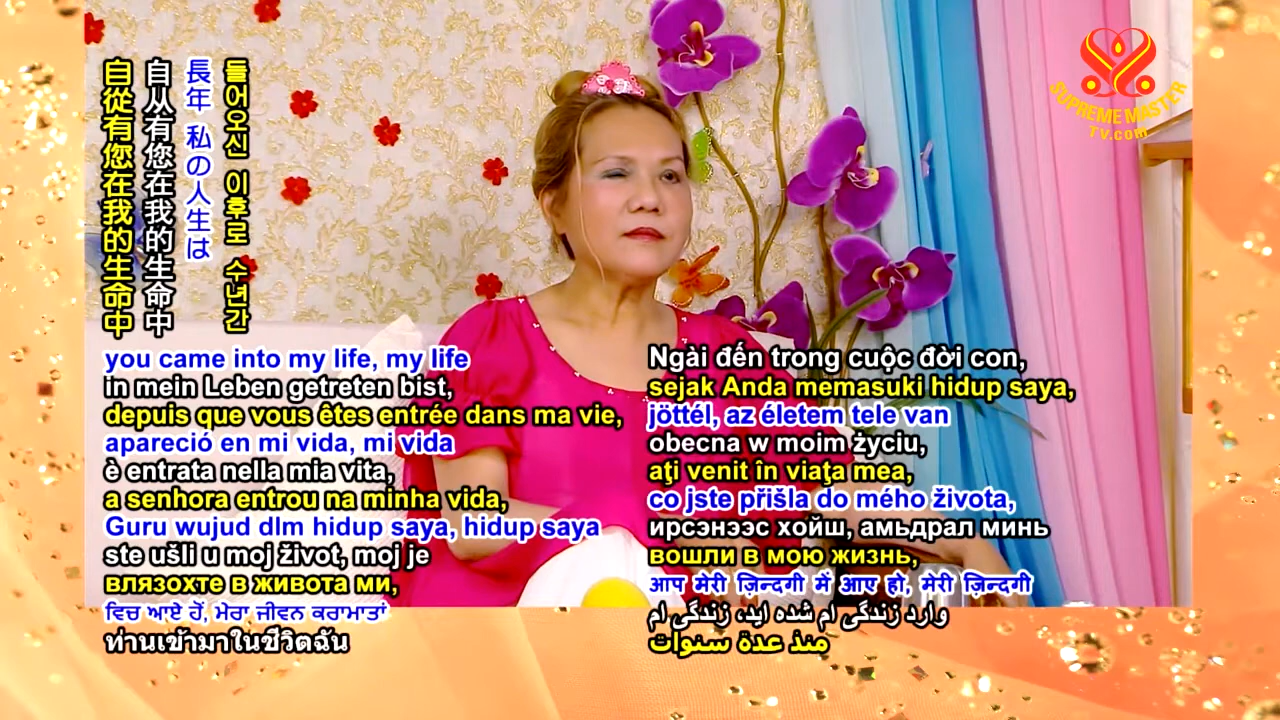 自從有您在我的生命中
自从有您在我的生命中
長年 私の人生は
들어오신 이후로 수년간
SUPREME MASTER
TV.COM
you came into my life, my life
in mein Leben getreten bist,
depuis que vous êtes entrée dans ma vie,
apareció en mi vida, mi vida
è entrata nella mia vita,
a senhora entrou na minha vida,
Guru wujud dlm hidup saya, hidup saya
ste ušli u moj život, moj je
влязохте в живота ми,
ਵਿਚ ਆਏ ਹੋਂ, ਮੇਰਾ ਜੀਵਨ ਕਰਾਮਾਤਾਂ
ท่านเข้ามาในชีวิตฉัน
Ngài đến trong cuộc đời con,
sejak Anda memasuki hidup saya,
jöttél, az életem tele van
obecna w moim życiu,
aţi venit în viaţa mea,
co jste přišla do mého života,
ирсэнээс хойш, амьдрал минь
вошли в мою жизнь,
आप मेरी ज़िन्दगी में आए हो, मेरी ज़िन्दगी
وارد زندگی ام شده اید، زندگی ام
منذ عدة سنوات